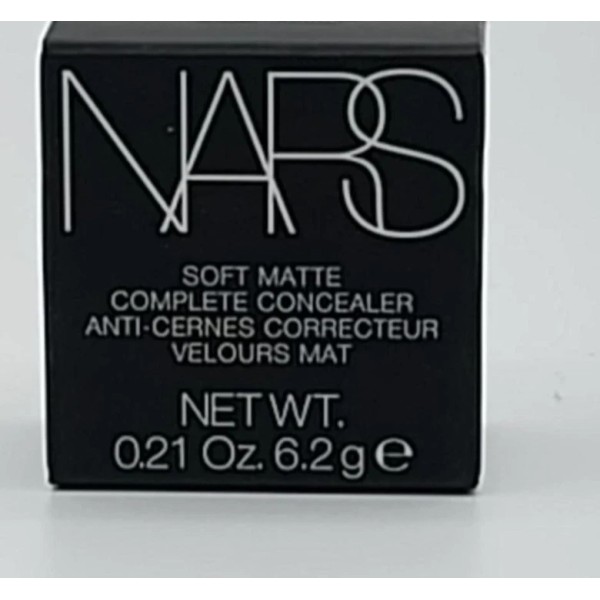 NARS
SOFT MATTE
COMPLETE CONCEALER
ANTI-CERNES CORRECTEUR
VELOURS MAT
NET WT.
0.21 Oz. 6.2 g ℮